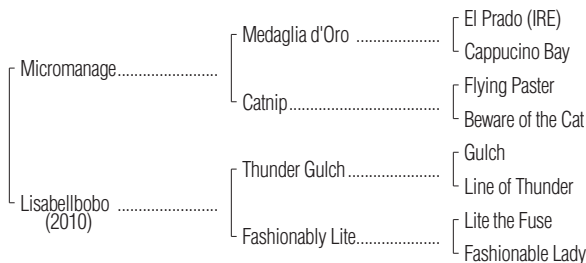 El Prado (IRE)
Medaglia d'Oro ....................
Cappucino Bay
Micromanage........................
Flying Paster
Catnip....................................
Beware of the Cat
Gulch
Thunder Gulch ......................
Line of Thunder
Lisabellbobo ........................
(2010)
Lite the Fuse
Fashionably Lite....................
Fashionable Lady